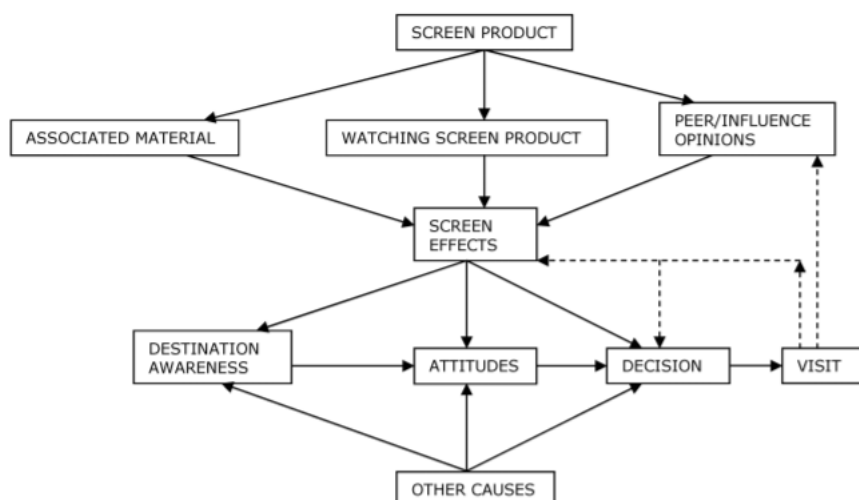 SCREEN PRODUCT
ASSOCIATED MATERIAL
WATCHING SCREEN PRODUCT
PEER/INFLUENCE
OPINIONS
SCREEN
EFFECTS
DESTINATION
AWARENESS
ATTITUDES
DECISION
VISIT
OTHER CAUSES